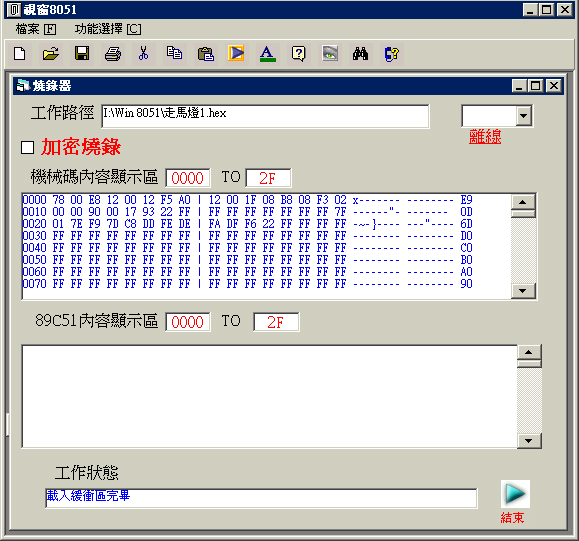 視窗8051
檔案 [F] 功能選擇 [C]
燒錄器
工作路徑 I:\Win 8051\走馬燈1.hex
離線
加密燒錄
機械碼內容顯示區 0000 TO 2F
0000 78 00 E8 12 00 12 F5 A0 | 12 00 1F 08 B8 08 F3 02 x------- -------- E9
0010 00 00 90 00 17 93 22 FF | FF FF FF FF FF FF FF 7F ------"- -------- 0D
0020 01 7E F9 7D C8 DD FE DE | FA DF F6 22 FF FF FF FF -~-}---- ---"---- 6D
0030 FF FF FF FF FF FF FF FF | FF FF FF FF FF FF FF FF -------- -------- D0
0040 FF FF FF FF FF FF FF FF | FF FF FF FF FF FF FF FF -------- -------- C0
0050 FF FF FF FF FF FF FF FF | FF FF FF FF FF FF FF FF -------- -------- B0
0060 FF FF FF FF FF FF FF FF | FF FF FF FF FF FF FF FF -------- -------- A0
0070 FF FF FF FF FF FF FF FF | FF FF FF FF FF FF FF FF -------- -------- 90
89C51內容顯示區 0000 TO 2F
工作狀態
載入緩衝區完畢
結束